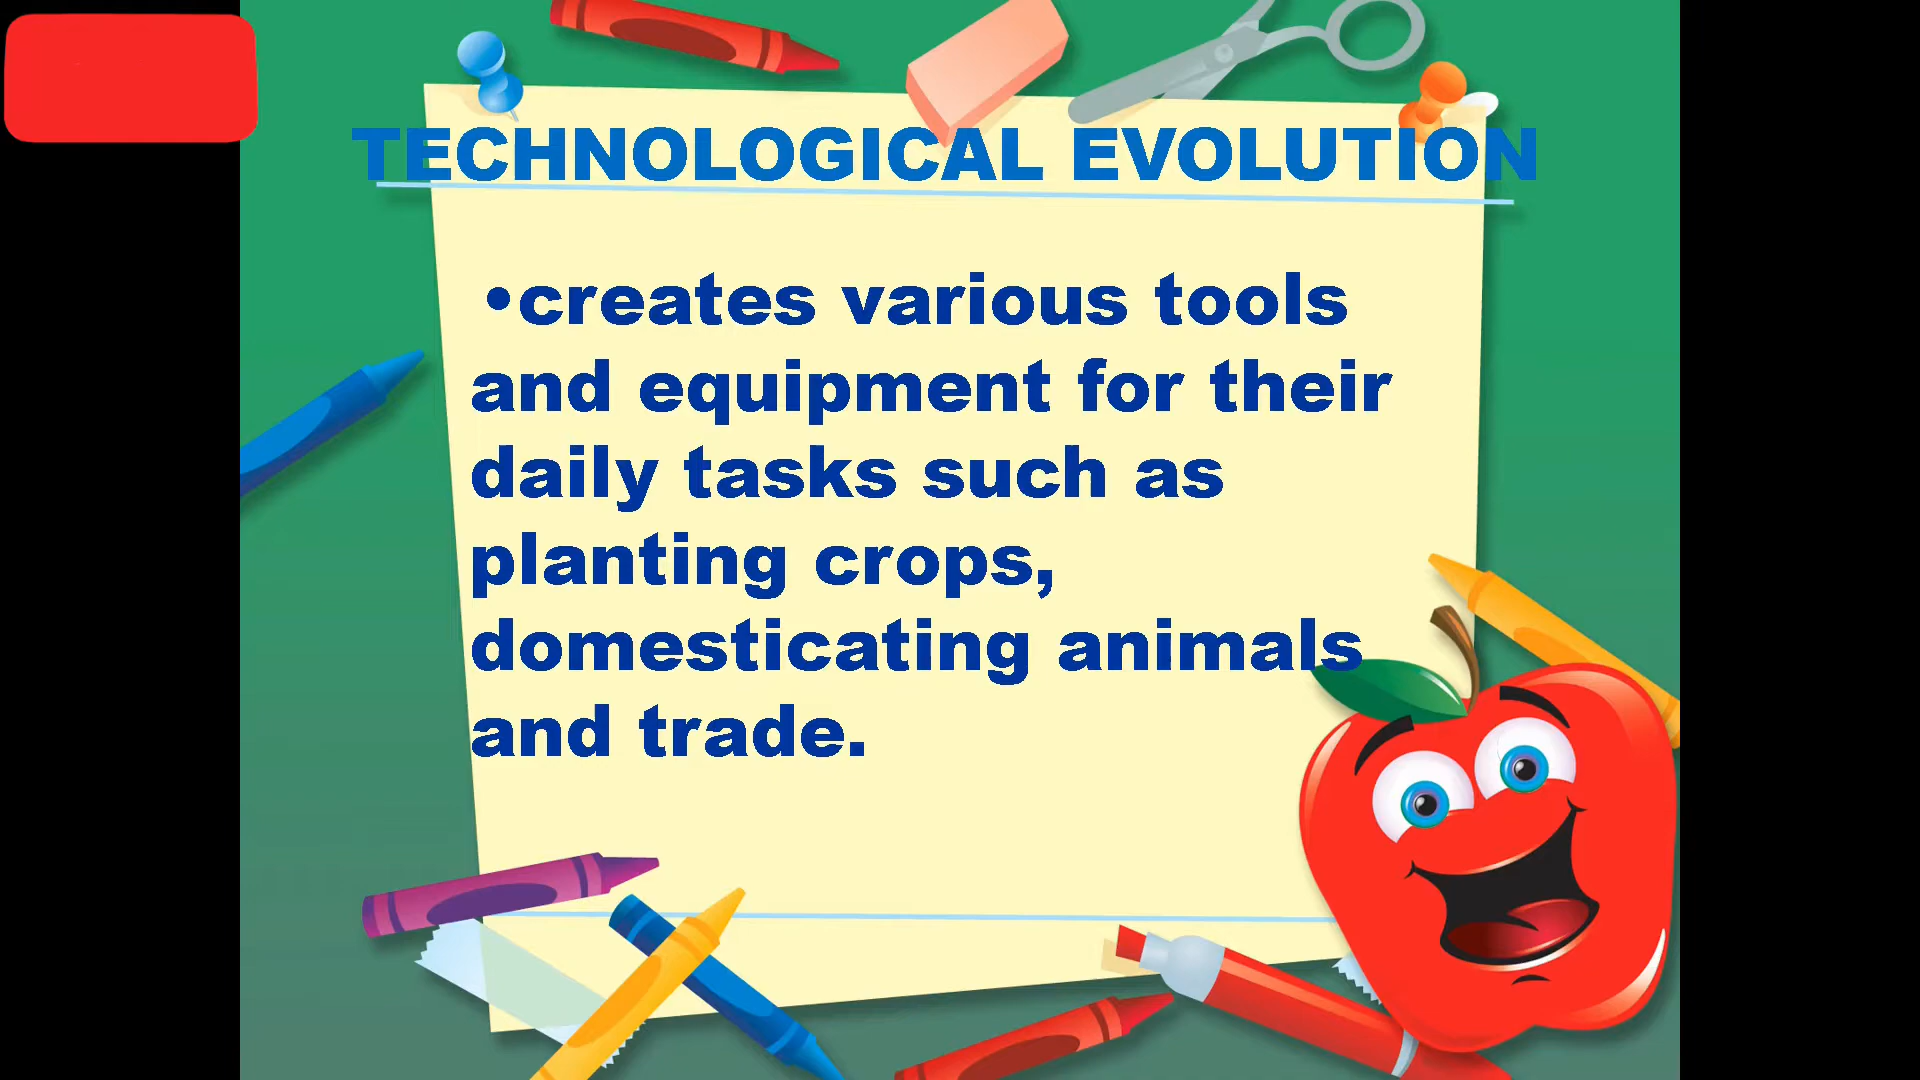 TECHNOLOGICAL EVOLUTION
•creates various tools
and equipment for their
daily tasks such as
planting crops,
domesticating animals
and trade.